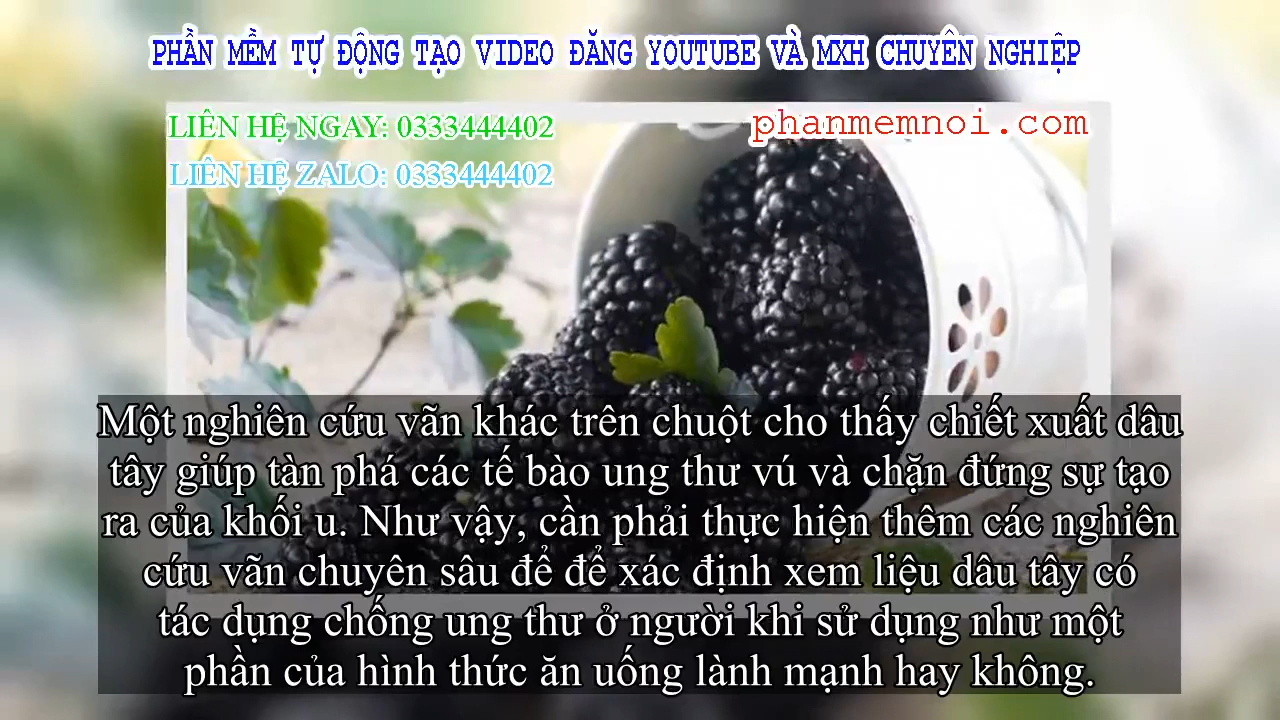 PHẦN MỀM TỰ ĐỘNG TẠO VIDEO ĐĂNG YOUTUBE VÀ MXH CHUYÊN NGHIỆP
LIÊN HỆ NGAY: 0333444402
phanmemnoi.com
LIÊN HỆ ZALO: 0333444402
Một nghiên cứu vãn khác trên chuột cho thấy chiết xuất dâu
tây giúp tàn phá các tế bào ung thư vú và chặn đứng sự tạo
ra của khối u. Như vậy, cần phải thực hiện thêm các nghiên
cứu vãn chuyên sâu để để xác định xem liệu dâu tây có
tác dụng chống ung thư ở người khi sử dụng như một
phần của hình thức ăn uống lành mạnh hay không.